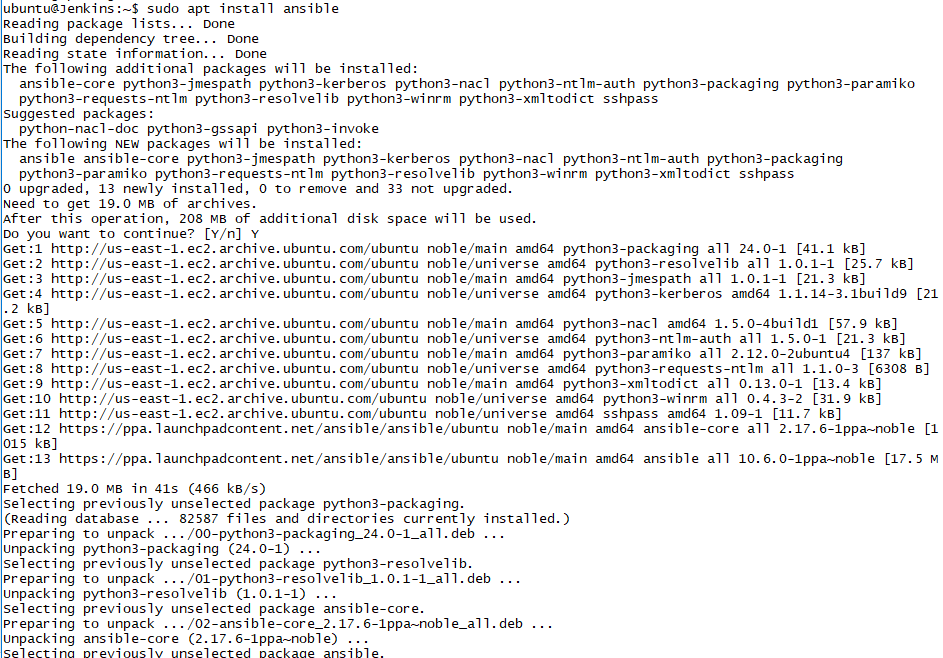 ubuntu@Jenkins:~$ sudo apt install ansible
Reading package lists... Done
Building dependency tree... Done
Reading state information... Done
The following additional packages will be installed:
  ansible-core python3-jmespath python3-kerberos python3-nacl python3-ntlm-auth python3-packaging python3-paramiko
  python3-requests-ntlm python3-resolvelib python3-winrm python3-xmltodict sshpass
Suggested packages:
  python-nacl-doc python3-gssapi python3-invoke
The following NEW packages will be installed:
  ansible ansible-core python3-jmespath python3-kerberos python3-nacl python3-ntlm-auth python3-packaging
  python3-paramiko python3-requests-ntlm python3-resolvelib python3-winrm python3-xmltodict sshpass
0 upgraded, 13 newly installed, 0 to remove and 33 not upgraded.
Need to get 19.0 MB of archives.
After this operation, 208 MB of additional disk space will be used.
Do you want to continue? [Y/n] Y
Get:1 http://us-east-1.ec2.archive.ubuntu.com/ubuntu noble/main amd64 python3-packaging all 24.0-1 [41.1 kB]
Get:2 http://us-east-1.ec2.archive.ubuntu.com/ubuntu noble/universe amd64 python3-resolvelib all 1.0.1-1 [25.7 kB]
Get:3 http://us-east-1.ec2.archive.ubuntu.com/ubuntu noble/main amd64 python3-jmespath all 1.0.1-1 [21.3 kB]
Get:4 http://us-east-1.ec2.archive.ubuntu.com/ubuntu noble/universe amd64 python3-kerberos amd64 1.1.14-3.1build9 [21
.2 kB]
Get:5 http://us-east-1.ec2.archive.ubuntu.com/ubuntu noble/main amd64 python3-nacl amd64 1.5.0-4build1 [57.9 kB]
Get:6 http://us-east-1.ec2.archive.ubuntu.com/ubuntu noble/universe amd64 python3-ntlm-auth all 1.5.0-1 [21.3 kB]
Get:7 http://us-east-1.ec2.archive.ubuntu.com/ubuntu noble/main amd64 python3-paramiko all 2.12.0-2ubuntu4 [137 kB]
Get:8 http://us-east-1.ec2.archive.ubuntu.com/ubuntu noble/universe amd64 python3-requests-ntlm all 1.1.0-3 [6308 B]
Get:9 http://us-east-1.ec2.archive.ubuntu.com/ubuntu noble/main amd64 python3-xmltodict all 0.13.0-1 [13.4 kB]
Get:10 http://us-east-1.ec2.archive.ubuntu.com/ubuntu noble/universe amd64 python3-winrm all 0.4.3-2 [31.9 kB]
Get:11 http://us-east-1.ec2.archive.ubuntu.com/ubuntu noble/universe amd64 sshpass amd64 1.09-1 [11.7 kB]
Get:12 https://ppa.launchpadcontent.net/ansible/ansible/ubuntu noble/main amd64 ansible-core all 2.17.6-1ppa~noble [1
015 kB]
Get:13 https://ppa.launchpadcontent.net/ansible/ansible/ubuntu noble/main amd64 ansible all 10.6.0-1ppa~noble [17.5 M
B]
Fetched 19.0 MB in 41s (466 kB/s)
Selecting previously unselected package python3-packaging.
(Reading database ... 82587 files and directories currently installed.)
Preparing to unpack .../00-python3-packaging_24.0-1_all.deb ...
Unpacking python3-packaging (24.0-1) ...
Selecting previously unselected package python3-resolvelib.
Preparing to unpack .../01-python3-resolvelib_1.0.1-1_all.deb ...
Unpacking python3-resolvelib (1.0.1-1) ...
Selecting previously unselected package ansible-core.
Preparing to unpack .../02-ansible-core_2.17.6-1ppa~noble_all.deb ...
Unpacking ansible-core (2.17.6-1ppa~noble) ...
Selecting previously unselected package ansible.